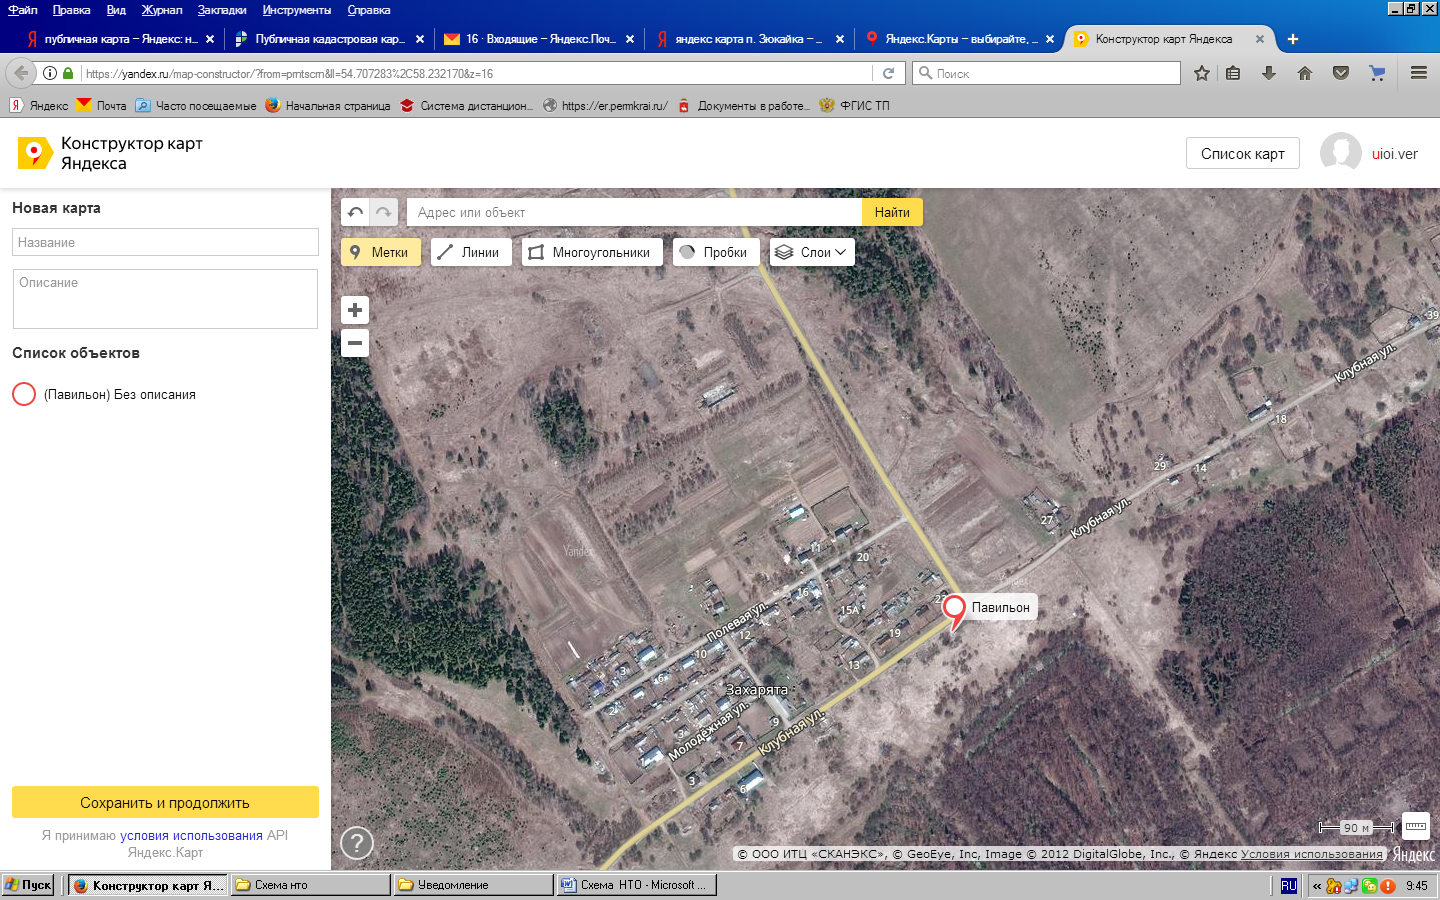 Файл Правка Вид Журнал Закладки Инструменты Справка
публичная карта – Яндекс: н...
Публичная кадастровая кар...
16 · Входящие – Яндекс.Поч...
яндекс карта п. Зюкайка – ...
Яндекс.Карты – выбирайте, ...
Конструктор карт Яндекса
https://yandex.ru/map-constructor/?from=prntscrn&ll=54.707283%2C58.232170&z=16
Поиск
Яндекс Почта Часто посещаемые Начальная страница Система дистанцион... https://er.permkrai.ru/ Документы в работе... ФГИС ТП
Конструктор карт
Яндекса
Список карт
uioi.ver
Новая карта
Название
Описание
Список объектов
(Павильон) Без описания
Сохранить и продолжить
Я принимаю условия использования API
Яндекс.Карт
Адрес или объект
Найти
Метки Линии Многоугольники Пробки Слои
39
Клубная ул.
18
29
14
Клубная ул.
27
Yandex
11
20
Yandex
16
15А
Павильон
Полевая ул.
12
19
10
13
3
6
Захарята
2
Молодёжная ул.
9
Клубная ул.
3
7
3
6
?
90 м
© ООО ИТЦ «СКАНЭКС», © GeoEye, Inc, Image © 2012 DigitalGlobe, Inc., © Яндекс Условия использования
Яндекс
Пуск
Конструктор карт Я...
Схема нто
Уведомление
Схема НТО - Microsoft ...
RU
«
9:45